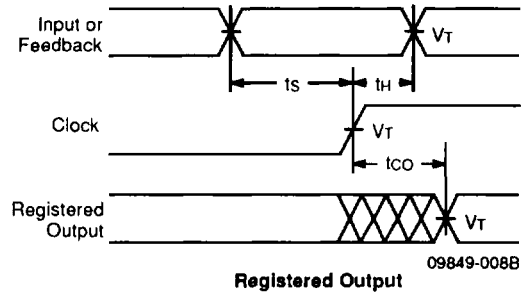 Input or
Feedback
VT
tS
tH
Clock
VT
tCO
Registered
Output
VT
09849-008B
Registered Output